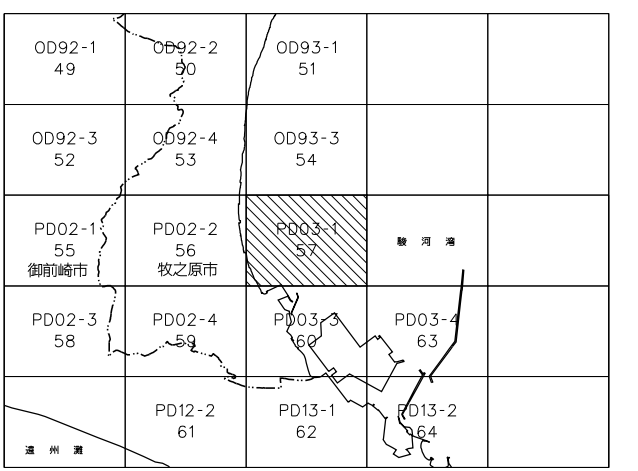 OD92-1
49
OD92-2
50
OD93-1
51
OD92-3
52
OD92-4
53
OD93-3
54
PD02-1
55
御前崎市
PD02-2
56
牧之原市
PD03-1
57
駿河湾
PD02-3
58
PD02-4
59
PD03-3
60
PD03-4
63
遠州灘
PD12-2
61
PD13-1
62
PD13-2
64